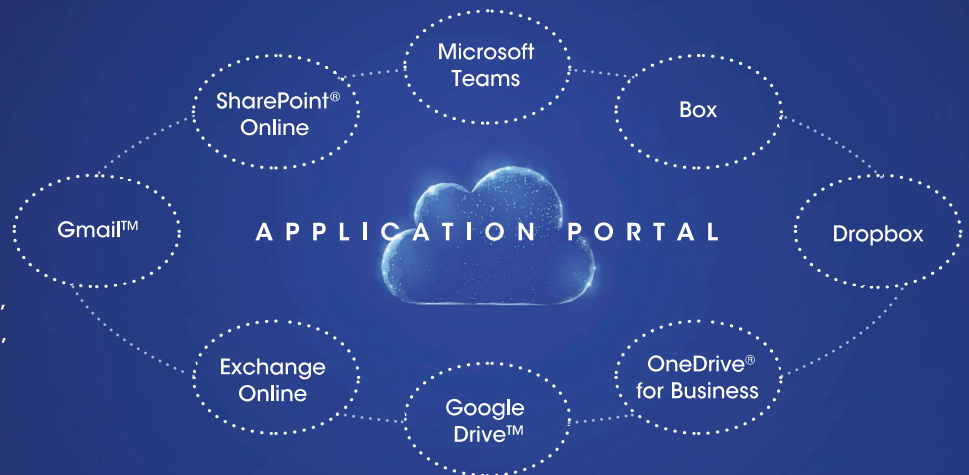 Microsoft
Teams
SharePoint®
Online
Box
Gmail™
APPLICATION PORTAL
Dropbox
Exchange
Online
OneDrive®
for Business
Google
Drive™
,
,